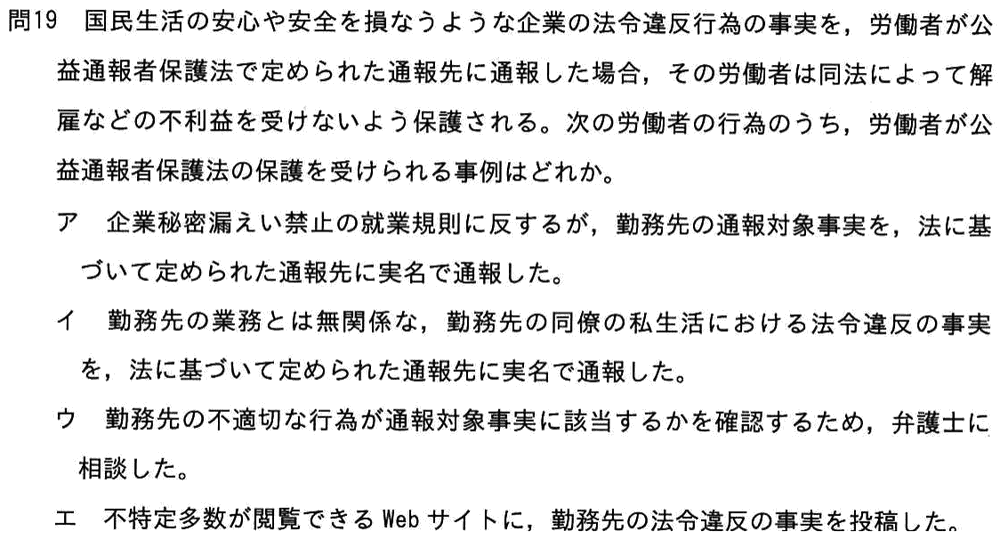 問19 国民生活の安心や安全を損なうような企業の法令違反行為の事実を，労働者が公
益通報者保護法で定められた通報先に通報した場合，その労働者は同法によって解
雇などの不利益を受けないよう保護される。次の労働者の行為のうち，労働者が公
益通報者保護法の保護を受けられる事例はどれか。
ア 企業秘密漏えい禁止の就業規則に反するが，勤務先の通報対象事実を，法に基
づいて定められた通報先に実名で通報した。
イ 勤務先の業務とは無関係な，勤務先の同僚の私生活における法令違反の事実
を，法に基づいて定められた通報先に実名で通報した。
ウ 勤務先の不適切な行為が通報対象事実に該当するかを確認するため，弁護士に
相談した。
エ 不特定多数が閲覧できる Web サイトに，勤務先の法令違反の事実を投稿した。